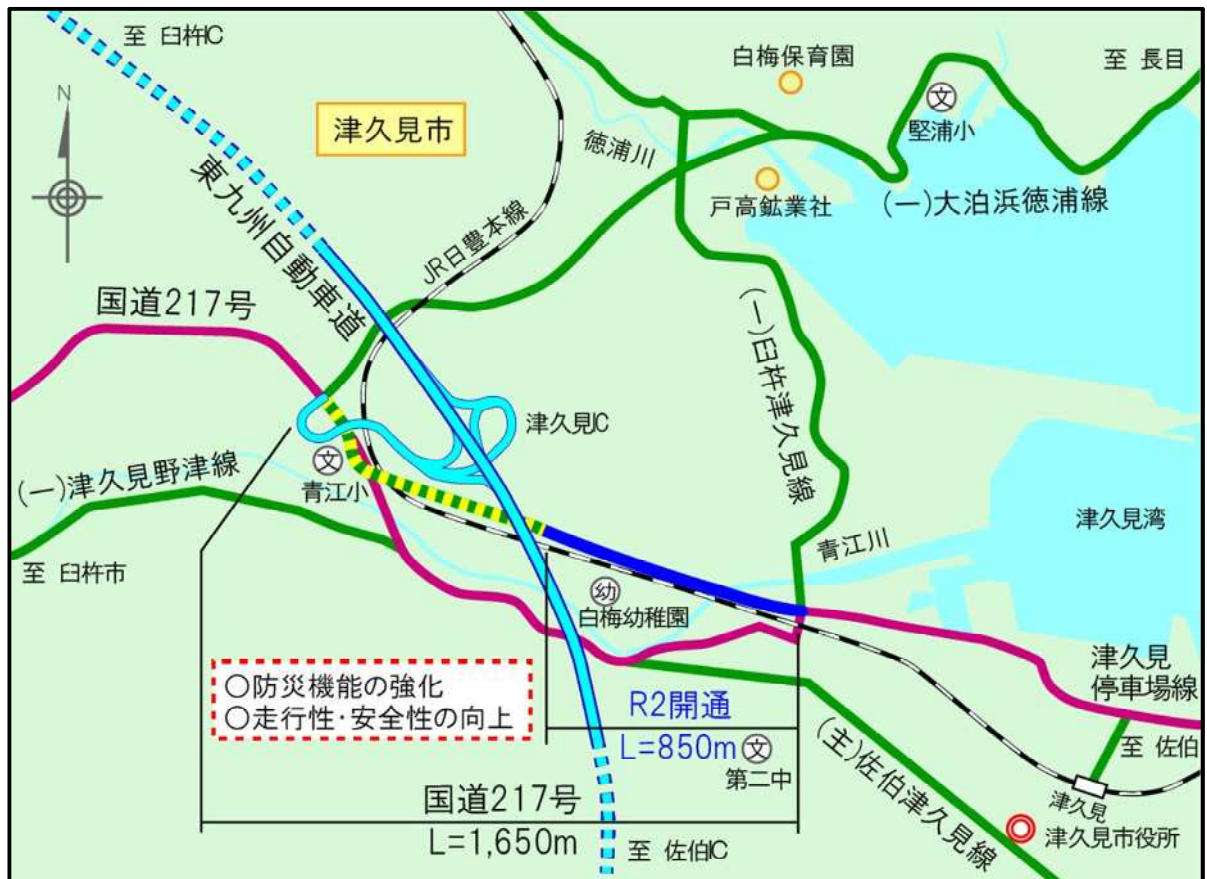 至 臼杵IC
白梅保育園
至 長目
N
津久見市
堅浦小
文
徳浦川
戸高鉱業社
(一)大泊浜徳浦線
東九州自動車道
JR日豊本線
国道217号
(一)臼杵津久見線
津久見IC
(一)津久見野津線
文
青江小
津久見湾
青江川
至 臼杵市
幼
白梅幼稚園
津久見
停車場線
○防災機能の強化
○走行性・安全性の向上
R2開通
L=850m
文
第二中
至 佐伯
(主)佐伯津久見線
国道217号
L=1,650m
津久見
津久見市役所
至 佐伯IC